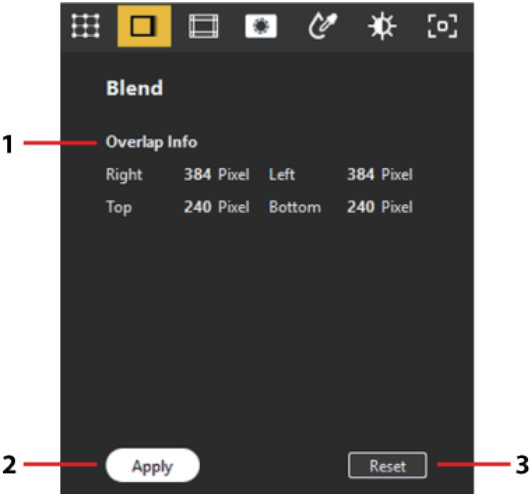 Blend
1 Overlap Info
Right 384 Pixel Left 384 Pixel
Top 240 Pixel Bottom 240 Pixel
2 Apply Reset 3